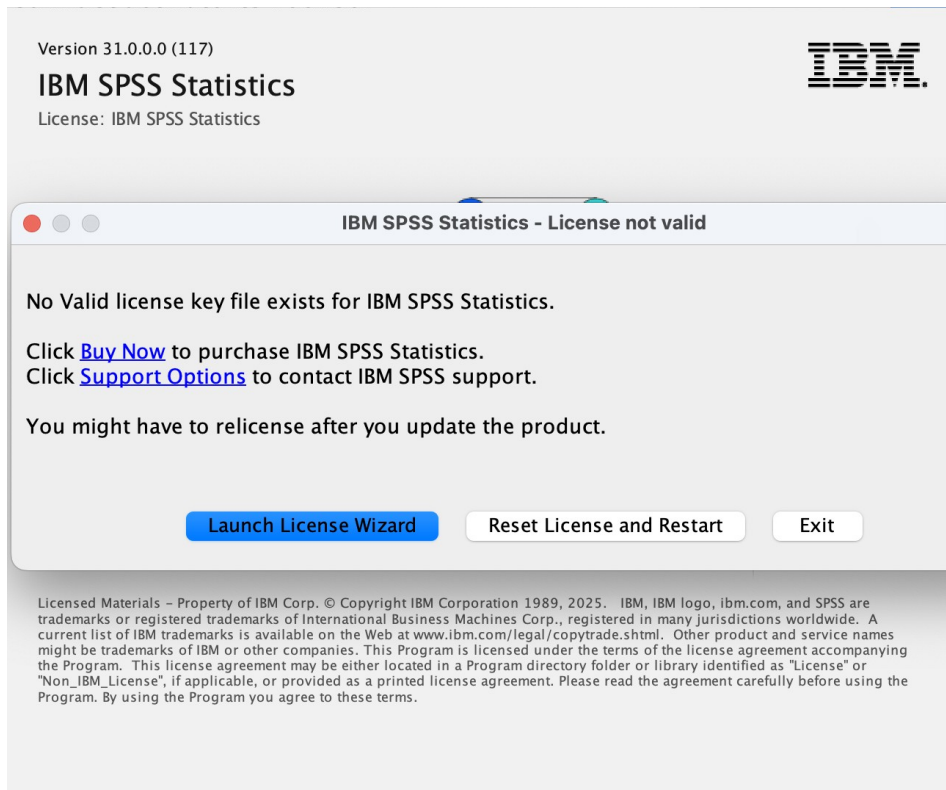 Version 31.0.0.0 (117)
IBM SPSS Statistics
License: IBM SPSS Statistics
IBM.
IBM SPSS Statistics - License not valid
No Valid license key file exists for IBM SPSS Statistics.
Click Buy Now to purchase IBM SPSS Statistics.
Click Support Options to contact IBM SPSS support.
You might have to relicense after you update the product.
Launch License Wizard Reset License and Restart Exit
Licensed Materials – Property of IBM Corp. © Copyright IBM Corporation 1989, 2025. IBM, IBM logo, ibm.com, and SPSS are
trademarks or registered trademarks of International Business Machines Corp., registered in many jurisdictions worldwide. A
current list of IBM trademarks is available on the Web at www.ibm.com/legal/copytrade.shtml. Other product and service names
might be trademarks of IBM or other companies. This Program is licensed under the terms of the license agreement accompanying
the Program. This license agreement may be either located in a Program directory folder or library identified as "License" or
"Non_IBM_License", if applicable, or provided as a printed license agreement. Please read the agreement carefully before using the
Program. By using the Program you agree to these terms.